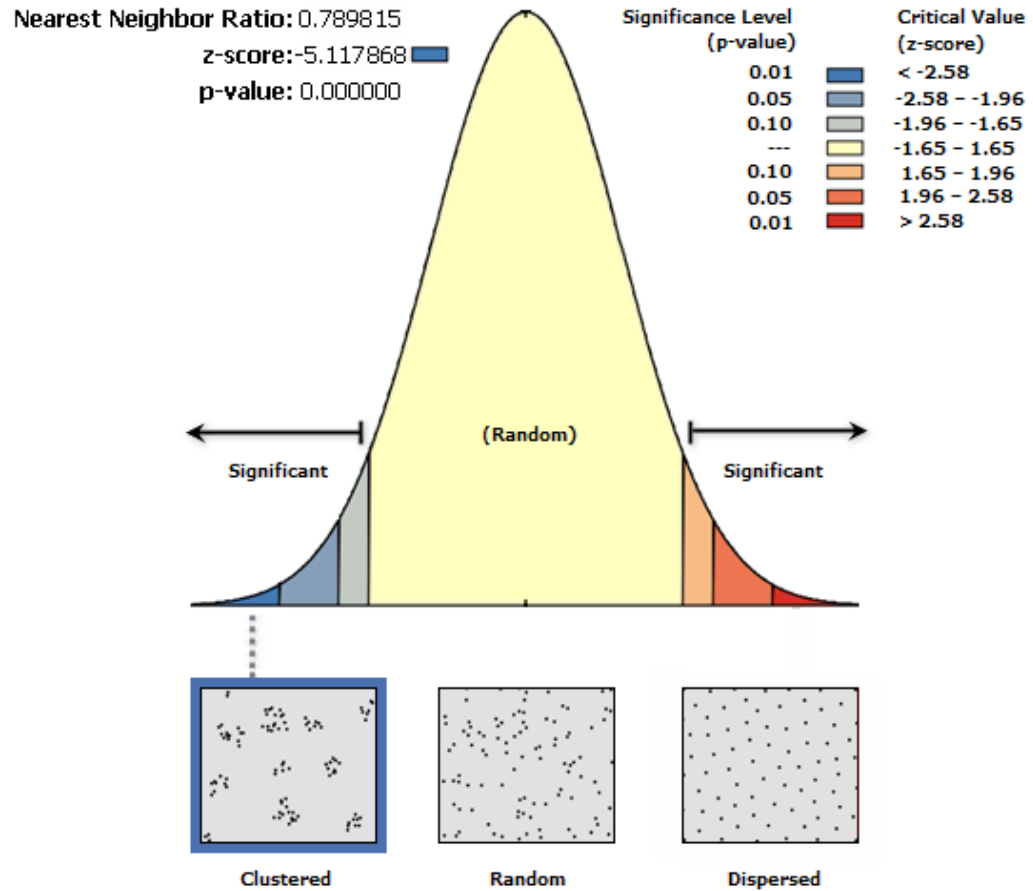 Nearest Neighbor Ratio: 0.789815
z-score:-5.117868
p-value: 0.000000
Significance Level
(p-value)
Critical Value
(z-score)
0.01 < -2.58
0.05 -2.58 – -1.96
0.10 -1.96 – -1.65
--- -1.65 – 1.65
0.10 1.65 – 1.96
0.05 1.96 – 2.58
0.01 > 2.58
(Random)
Significant
Significant
Clustered
Random
Dispersed